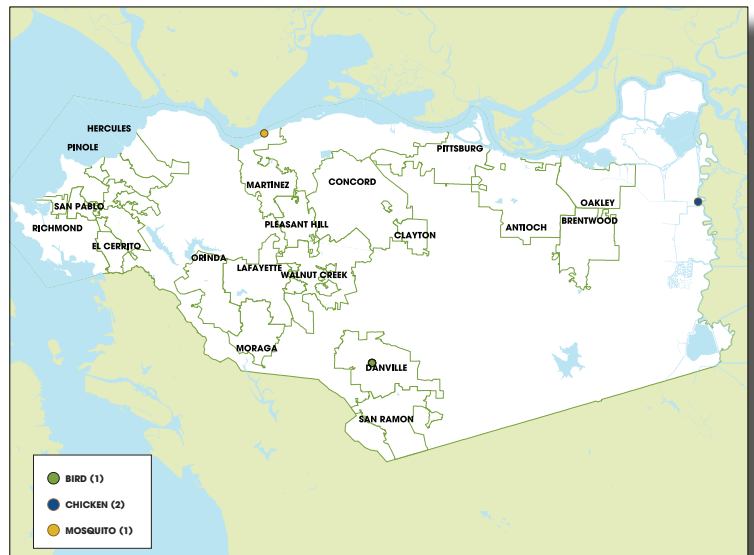 HERCULES
PINOLE
PITTSBURG
MARTINEZ
CONCORD
SAN PABLO
OAKLEY
RICHMOND
PLEASANT HILL
BRENTWOOD
ANTIOCH
CLAYTON
EL CERRITO
ORINDA
LAFAYETTE
WALNUT CREEK
MORAGA
DANVILLE
SAN RAMON
BIRD (1)
CHICKEN (2)
MOSQUITO (1)